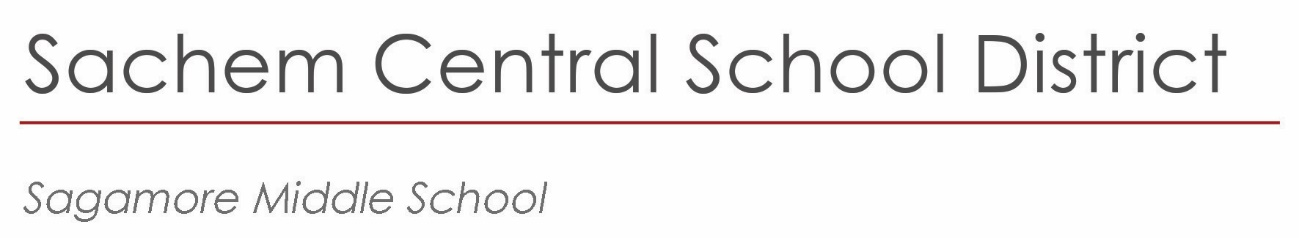 Sachem Central School District
Sagamore Middle School